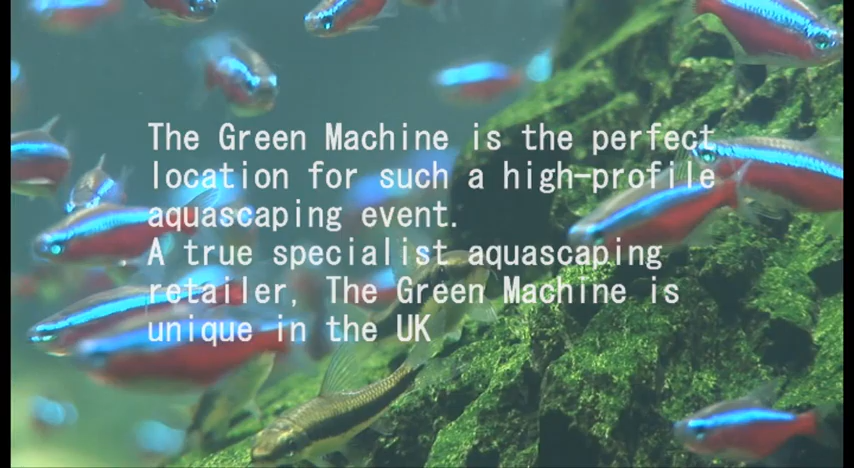 The Green Machine is the perfect
location for such a high-profile
aquascaping event.
A true specialist aquascaping
retailer, The Green Machine is
unique in the UK